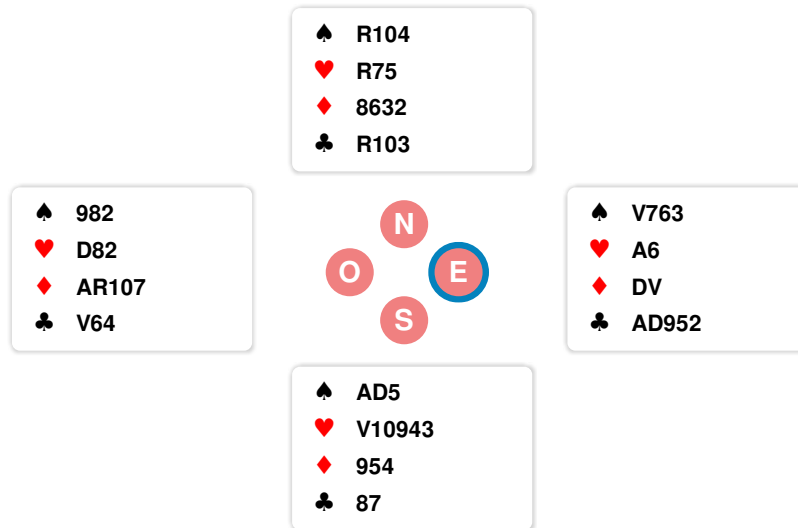 ♠ R104
♥ R75
♦ 8632
♣ R103
♠ 982
♥ D82
♦ AR107
♣ V64
N
O
E
S
♠ V763
♥ A6
♦ DV
♣ AD952
♠ AD5
♥ V10943
♦ 954
♣ 87